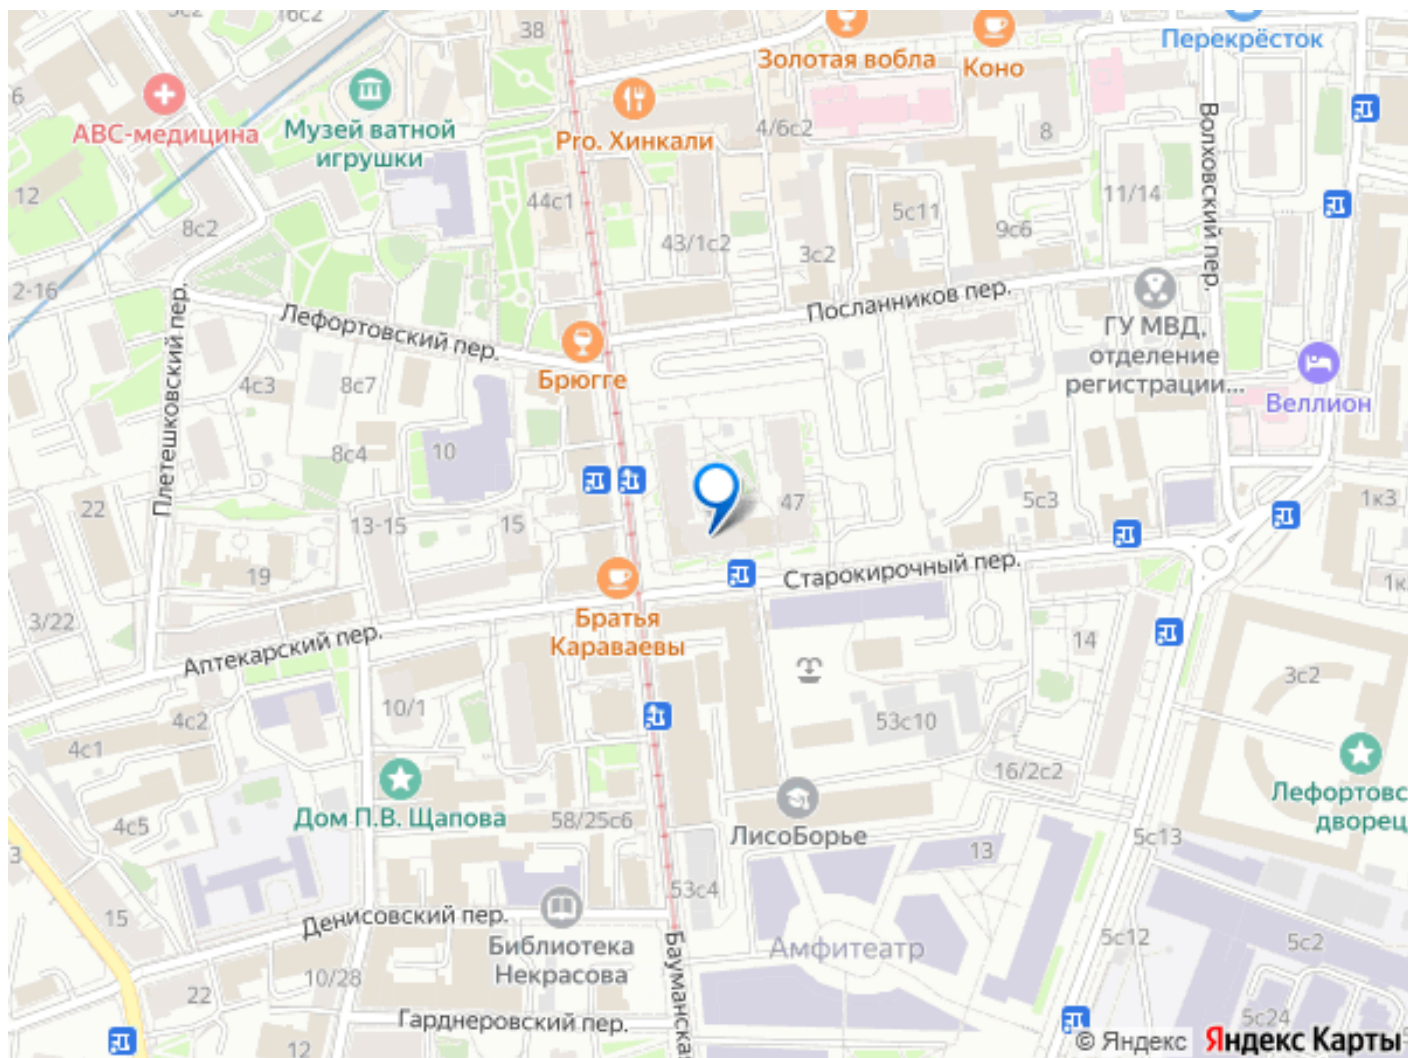 16с2
38
Золотая вобла
Коно
Перекрёсток
6
АВС-медицина
Музей ватной
игрушки
Pro. Хинкали
4/6с2
8
Волховский пер.
12
44с1
11/14
5с11
8с2
43/1с2
3с2
9с6
2-16
Плетешковский пер.
Лефортовский пер.
Посланников пер.
ГУ МВД,
отделение
регистрации...
Брюгге
4с3
8с7
Веллион
8с4
10
22
13-15
15
47
5с3
1к3
19
Старокирочный пер.
1к
3/22
Братья
Караваевы
Аптекарский пер.
14
3с2
4с2
10/1
53с10
4с1
16/2с2
Дом П.В. Щапова
58/25с6
ЛисоБорье
Лефортовс
дворец
4с5
13
5с13
3
53с4
15
Денисовский пер.
Библиотека
Некрасова
Бауманска
Амфитеатр
5с12
5с2
10/28
22
Гарднеровский пер.
12
5с24
© Яндекс Яндекс Карты